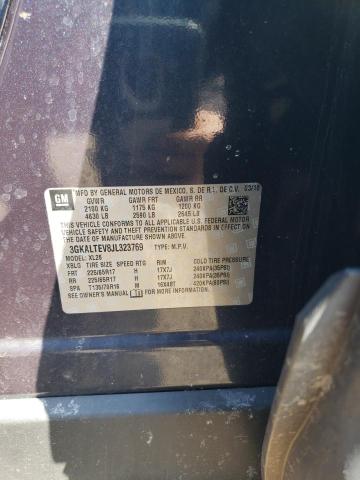 GM
MFD BY GENERAL MOTORS DE MEXICO, S. DE R.L. DE C.V. 03/18
GVWR GAWR FRT GAWR RR
2100 KG 1175 KG 1200 KG
4630 LB 2590 LB 2645 LB
THIS VEHICLE CONFORMS TO ALL APPLICABLE U.S. FEDERAL MOTOR
VEHICLE SAFETY AND THEFT PREVENTION STANDARDS IN EFFECT ON THE
DATE OF MANUFACTURE SHOWN ABOVE.
3GKALTEV8JL323769 TYPE: M.P.V.
MODEL: XL26
TIRE SIZE SPEED RTG RIM COLD TIRE PRESSURE
FRT 225/65R17 H 17X7J 240KPA(35PSI)
RR 225/65R17 H 17X7J 240KPA(35PSI)
SPA T135/70R16 M 16X4BT 420KPA(60PSI)
SEE OWNER'S MANUAL FOR MORE INFORMATION.